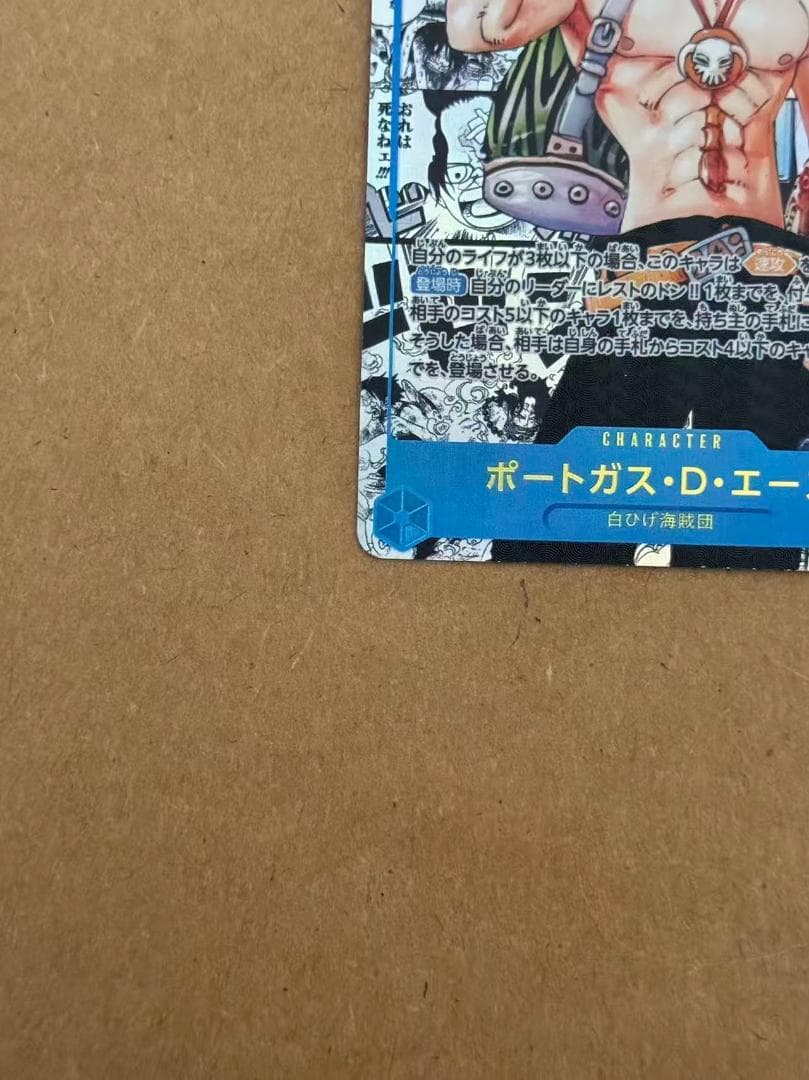 おれは
死なねェ!!!
自分のライフが3枚以下の場合、このキャラは 速攻 を
登場時 自分のリーダーにレストのドン!!1枚までを、付
相手のコスト5以下のキャラ1枚までを、持ち主の手札に
そうした場合、相手は自身の手札からコスト4以下のキャ
でを、登場させる。
CHARACTER
ポートガス・D・エー
白ひげ海賊団